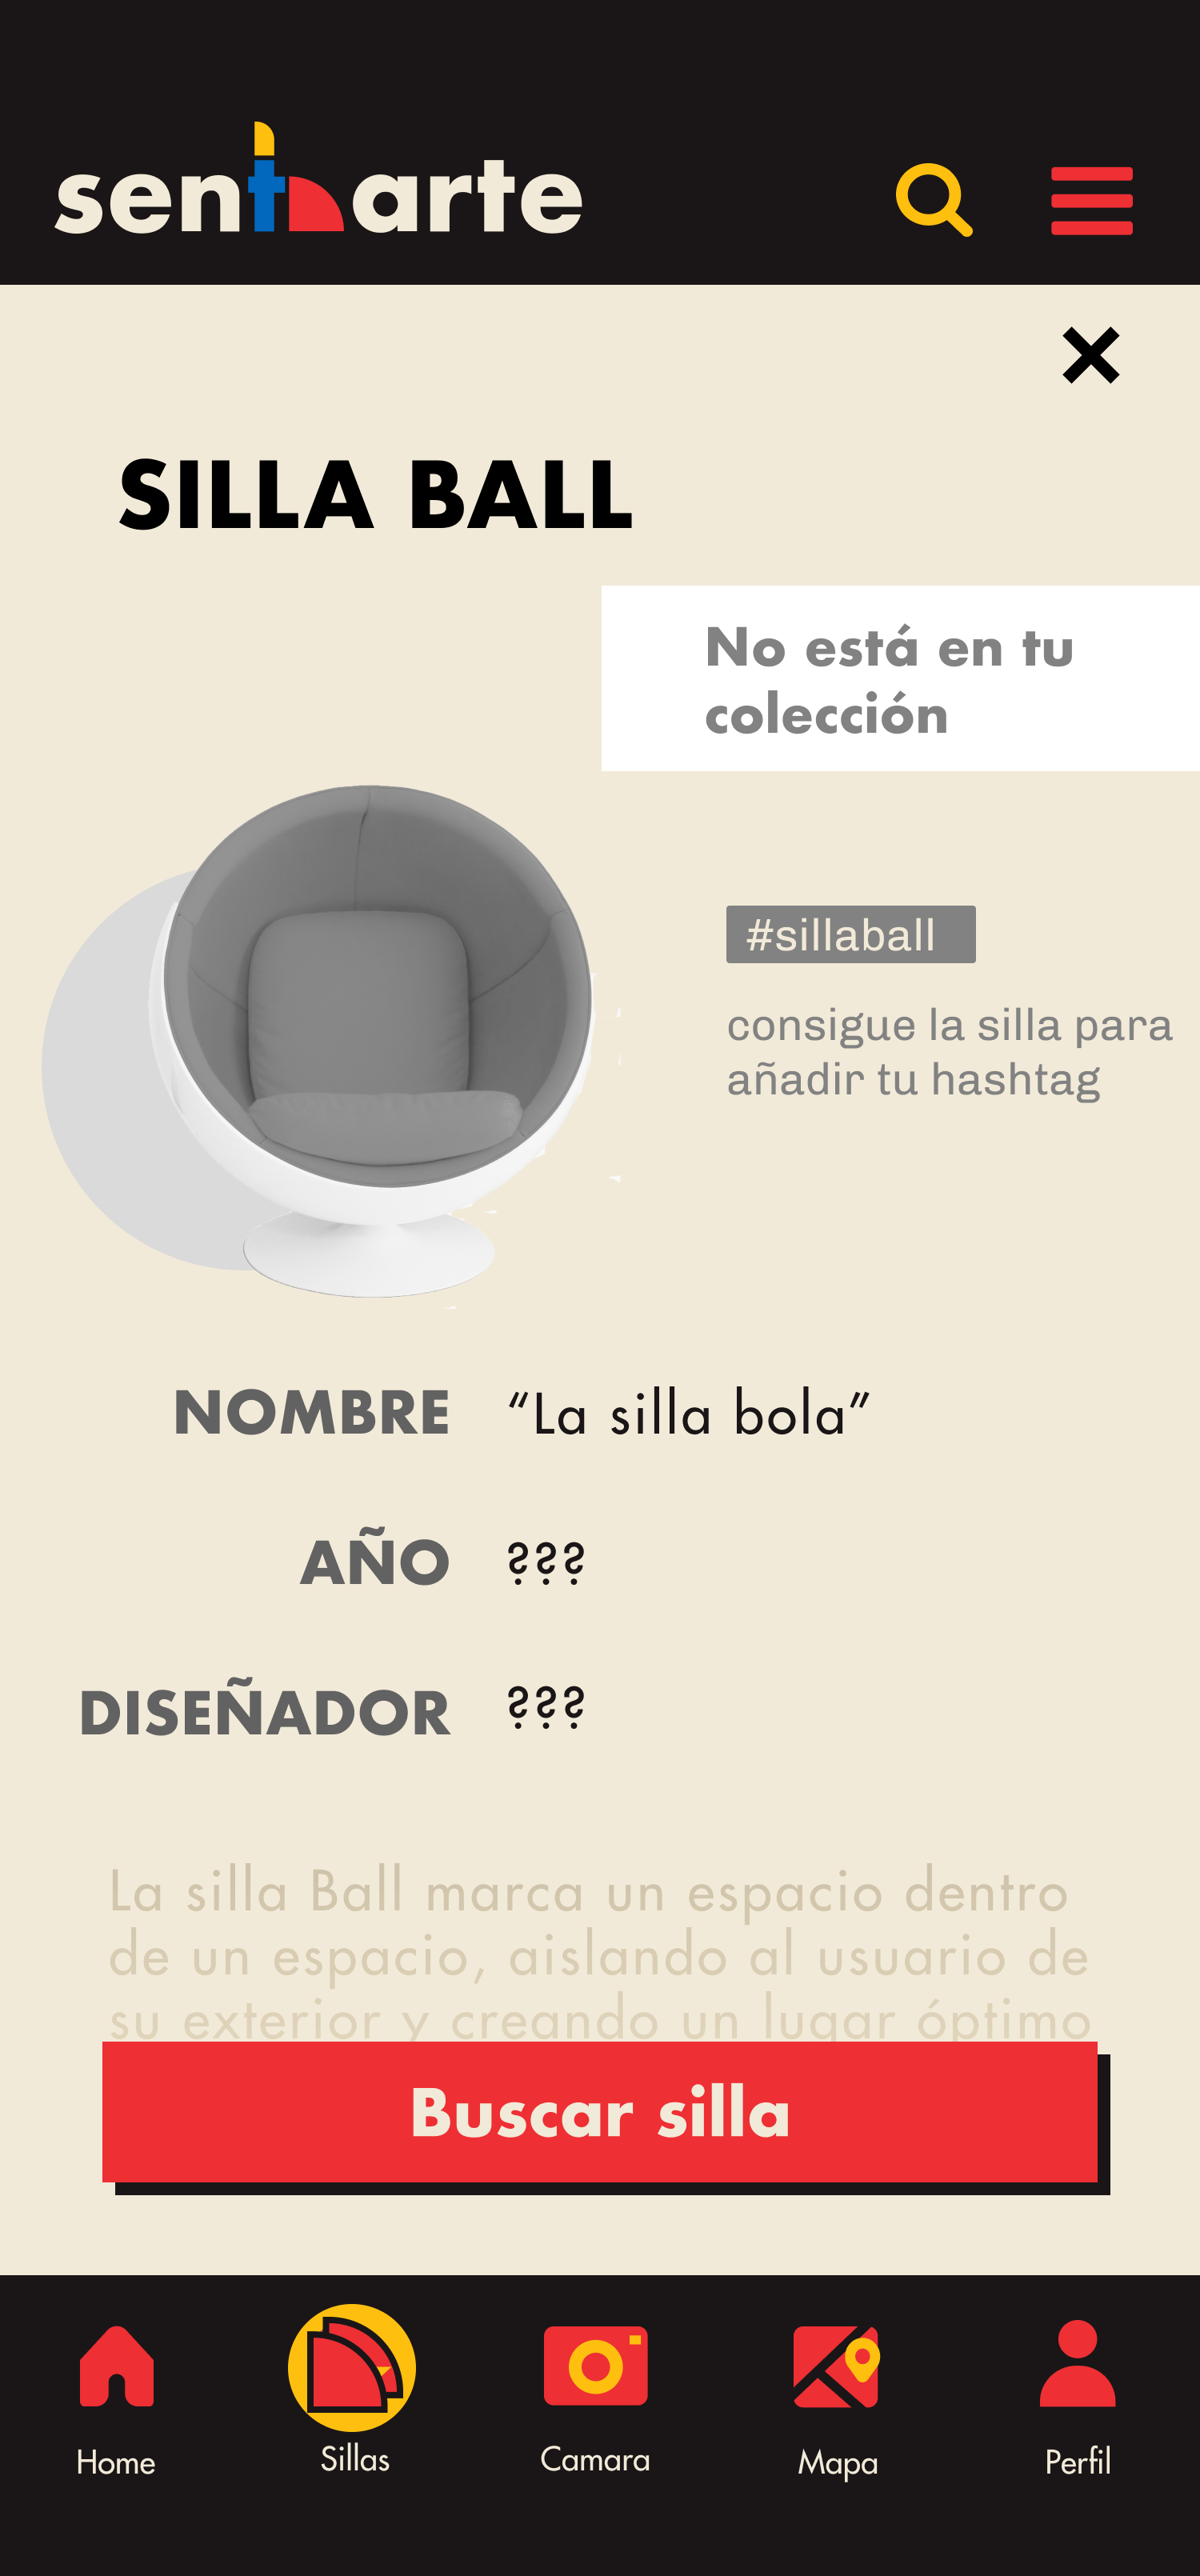 sentarte
SILLA BALL
No está en tu
colección
#sillaball
consigue la silla para
añadir tu hashtag
NOMBRE “La silla bola”
AÑO ???
DISEÑADOR ???
La silla Ball marca un espacio dentro
de un espacio, aislando al usuario de
su exterior y creando un lugar óptimo
Buscar silla
Home Sillas Camara Mapa Perfil